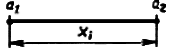 a₁ a₂
xᵢ